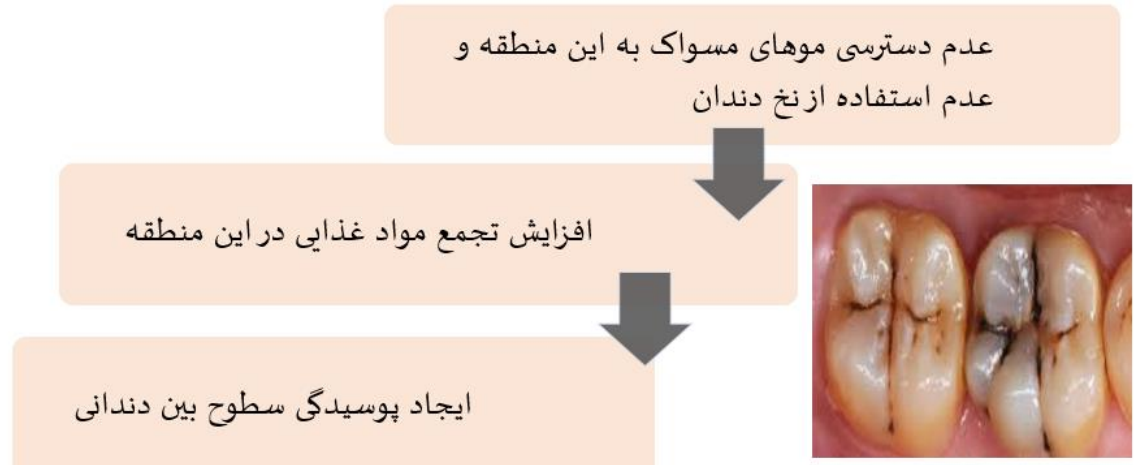 عدم دسترسی موهای مسواک به این منطقه و
عدم استفاده از نخ دندان
افزایش تجمع مواد غذایی در این منطقه
ایجاد پوسیدگی سطوح بین دندانی